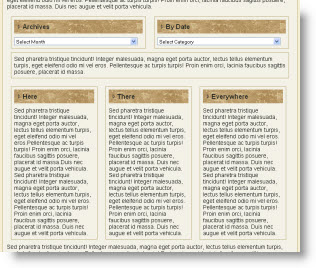 eget eleifend odio mi vel eros. Pellentesque ac turpis turpis! Proin enim orci, lacinia faucibus sagittis posuere,
placerat id massa. Duis nec augue et velit porta vehicula.
Archives
By Date
Select Month
Select Category
Sed pharetra tristique tincidunt! Integer malesuada, magna eget porta auctor, lectus tellus elementum
turpis, eget eleifend odio mi vel eros. Pellentesque ac turpis turpis! Proin enim orci, lacinia faucibus sagittis
posuere, placerat id massa.
Here
Sed pharetra tristique
tincidunt! Integer malesuada,
magna eget porta auctor,
lectus tellus elementum turpis,
eget eleifend odio mi vel
eros Pellentesque ac turpis
turpis! Proin enim orci, lacinia
faucibus sagittis posuere,
placerat id massa Duis nec
augue et velit porta vehicula.
Sed pharetra tristique
tincidunt! Integer malesuada,
magna eget porta auctor,
lectus tellus elementum turpis,
eget eleifend odio mi vel
eros Pellentesque ac turpis
turpis! Proin enim orci, lacinia
faucibus sagittis posuere,
placerat id massa. Duis nec
augue et velit porta vehicula.
There
Sed pharetra tristique
tincidunt! Integer malesuada,
magna eget porta auctor,
lectus tellus elementum turpis,
eget eleifend odio mi vel eros.
Pellentesque ac turpis turpis!
Proin enim orci, lacinia
faucibus sagittis posuere,
placerat id massa. Duis nec
augue et velit porta vehicula.
Sed pharetra tristique
tincidunt! Integer malesuada,
magna eget porta auctor,
lectus tellus elementum turpis,
eget eleifend odio mi vel eros.
Pellentesque ac turpis turpis!
Proin enim orci, lacinia
faucibus sagittis posuere,
placerat id massa. Duis nec
augue et velit porta vehicula.
Everywhere
Sed pharetra tristique
tincidunt! Integer malesuada,
magna eget porta auctor,
lectus tellus elementum turpis,
eget eleifend odio mi vel eros.
Pellentesque ac turpis turpis!
Proin enim orci, lacinia
faucibus sagittis posuere,
placerat id massa. Duis nec
augue et velit porta vehicula.
Sed pharetra tristique
tincidunt! Integer malesuada,
magna eget porta auctor,
lectus tellus elementum turpis,
eget eleifend odio mi vel eros.
Pellentesque ac turpis turpis!
Proin enim orci, lacinia
faucibus sagittis posuere,
placerat id massa. Duis nec
augue et velit porta vehicula.
Sed pharetra tristique tincidunt! Integer malesuada, magna eget porta auctor, lectus tellus elementum turpis,